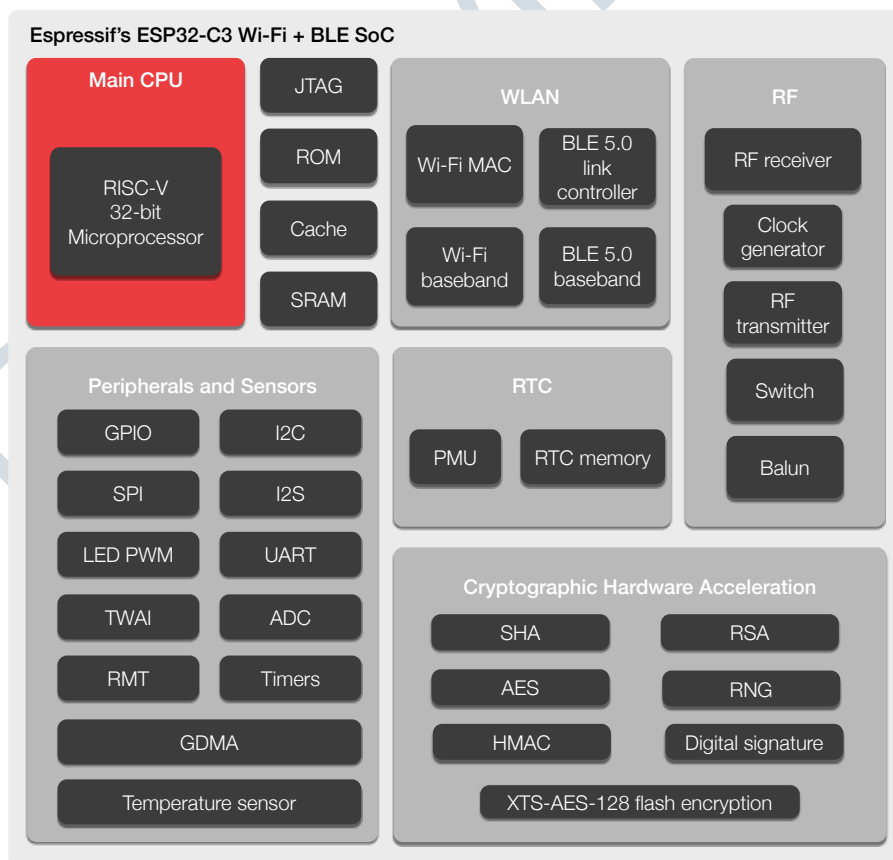 Espressif's ESP32-C3 Wi-Fi + BLE SoC
Main CPU
RISC-V
32-bit
Microprocessor
JTAG
ROM
Cache
SRAM
WLAN
Wi-Fi MAC
BLE 5.0
link
controller
Wi-Fi
baseband
BLE 5.0
baseband
RF
RF receiver
Clock
generator
RF
transmitter
Switch
Balun
Peripherals and Sensors
GPIO
I2C
SPI
I2S
LED PWM
UART
TWAI
ADC
RMT
Timers
GDMA
Temperature sensor
RTC
PMU
RTC memory
Cryptographic Hardware Acceleration
SHA
RSA
AES
RNG
HMAC
Digital signature
XTS-AES-128 flash encryption